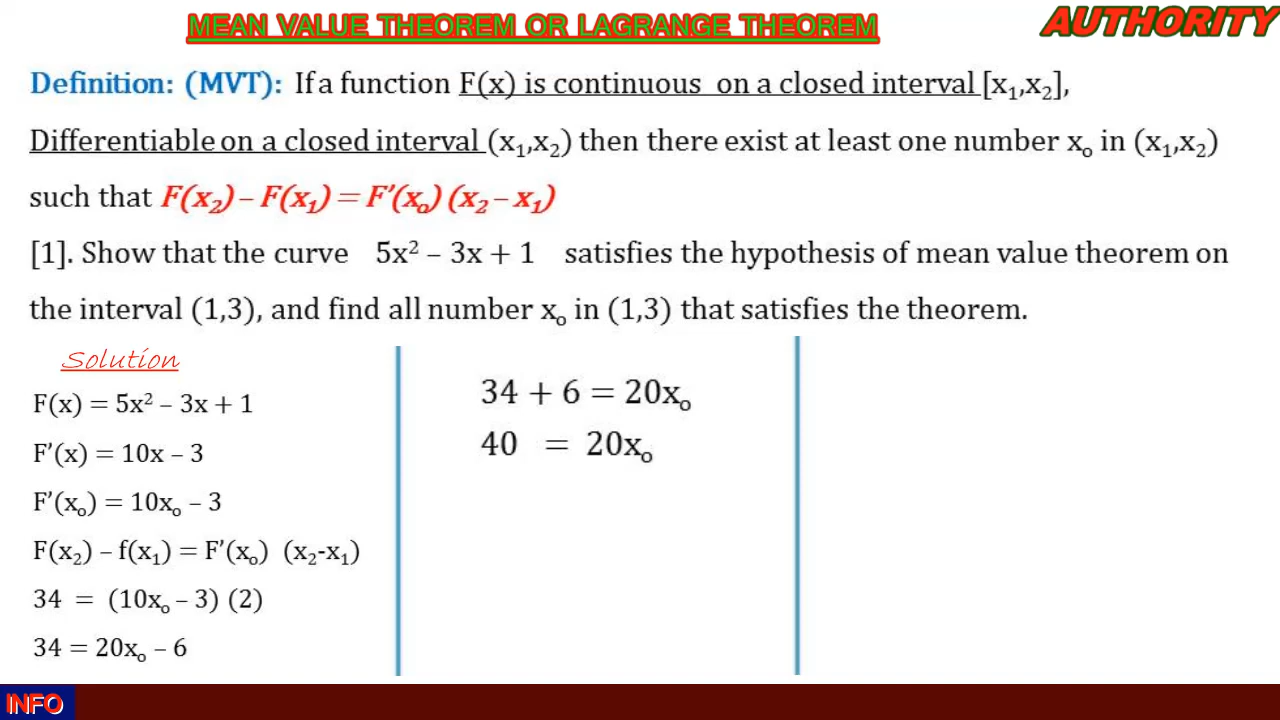 MEAN VALUE THEOREM OR LAGRANGE THEOREM
AUTHORITY
Definition: (MVT): If a function F(x) is continuous on a closed interval [x₁,x₂],
Differentiable on a closed interval (x₁,x₂) then there exist at least one number xₒ in (x₁,x₂)
such that F(x₂) – F(x₁) = F'(xₒ) (x₂ – x₁)
[1]. Show that the curve 5x² – 3x + 1 satisfies the hypothesis of mean value theorem on
the interval (1,3), and find all number xₒ in (1,3) that satisfies the theorem.
Solution
F(x) = 5x² – 3x + 1
F'(x) = 10x – 3
F'(xₒ) = 10xₒ – 3
F(x₂) – f(x₁) = F'(xₒ) (x₂-x₁)
34 = (10xₒ – 3) (2)
34 = 20xₒ – 6
34 + 6 = 20xₒ
40 = 20xₒ
INFO